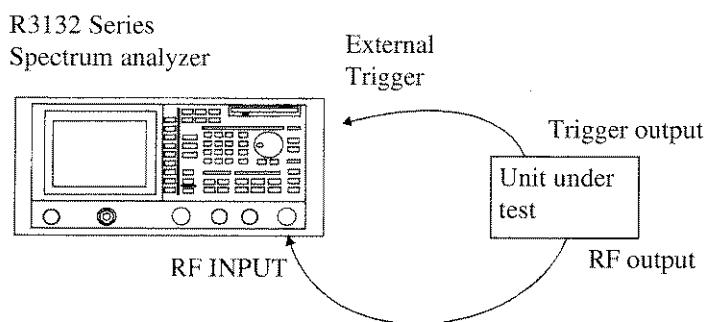 R3132 Series
Spectrum analyzer
External
Trigger
Trigger output
Unit under
test
RF INPUT
RF output